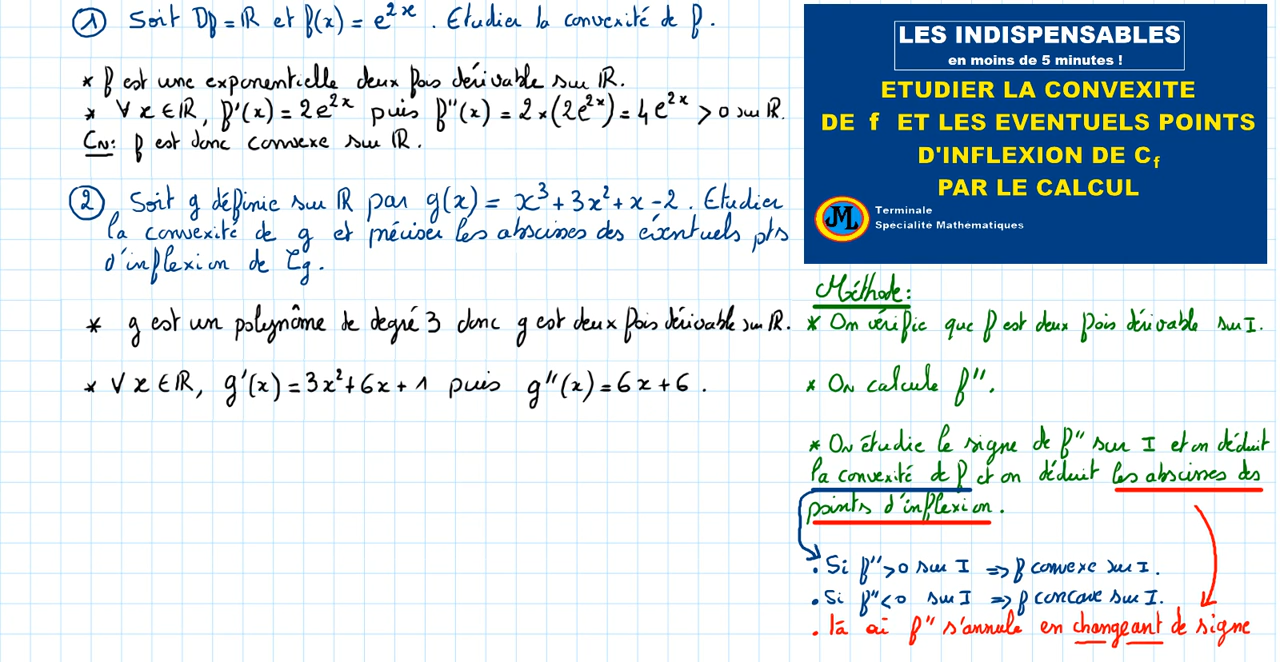 ① Soit Df = ℝ et f(x) = e^2x. Etudier la convexité de f.
* f est une exponentielle deux fois dérivable sur ℝ.
* ∀ x ∈ ℝ, f'(x) = 2e^2x puis f''(x) = 2×(2e^2x) = 4e^2x > 0 sur ℝ.
CN: f est donc convexe sur ℝ.
② Soit g définie sur ℝ par g(x) = x³+3x²+x-2. Etudier
la convexité de g et préciser les abscisses des éventuels pts
d'inflexion de Cg.
* g est un polynôme de degré 3 donc g est deux fois dérivable sur ℝ.
* ∀ x ∈ ℝ, g'(x) = 3x²+6x+1 puis g''(x) = 6x+6.
LES INDISPENSABLES
en moins de 5 minutes !
ETUDIER LA CONVEXITE
DE f ET LES EVENTUELS POINTS
D'INFLEXION DE Cf
PAR LE CALCUL
JML
Terminale
Spécialité Mathématiques
Méthode:
* On vérifie que f est deux fois dérivable sur I.
* On calcule f''.
* On étudie le signe de f'' sur I et on déduit
la convexité de f et on déduit les abscisses des
points d'inflexion.
• Si f''>0 sur I ⇒ f convexe sur I.
• Si f''<0 sur I ⇒ f concave sur I.
• Là où f'' s'annule en changeant de signe